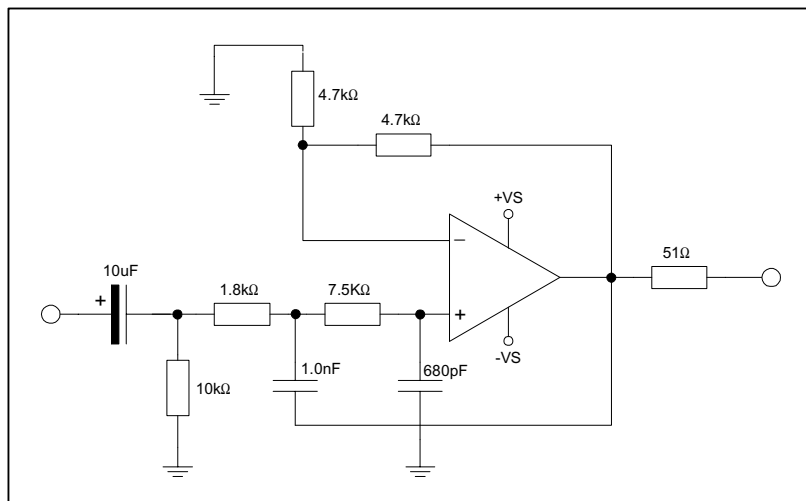 4.7kΩ
4.7kΩ
+VS
−
51Ω
10uF
+
1.8kΩ
7.5KΩ
+
-VS
1.0nF
680pF
10kΩ